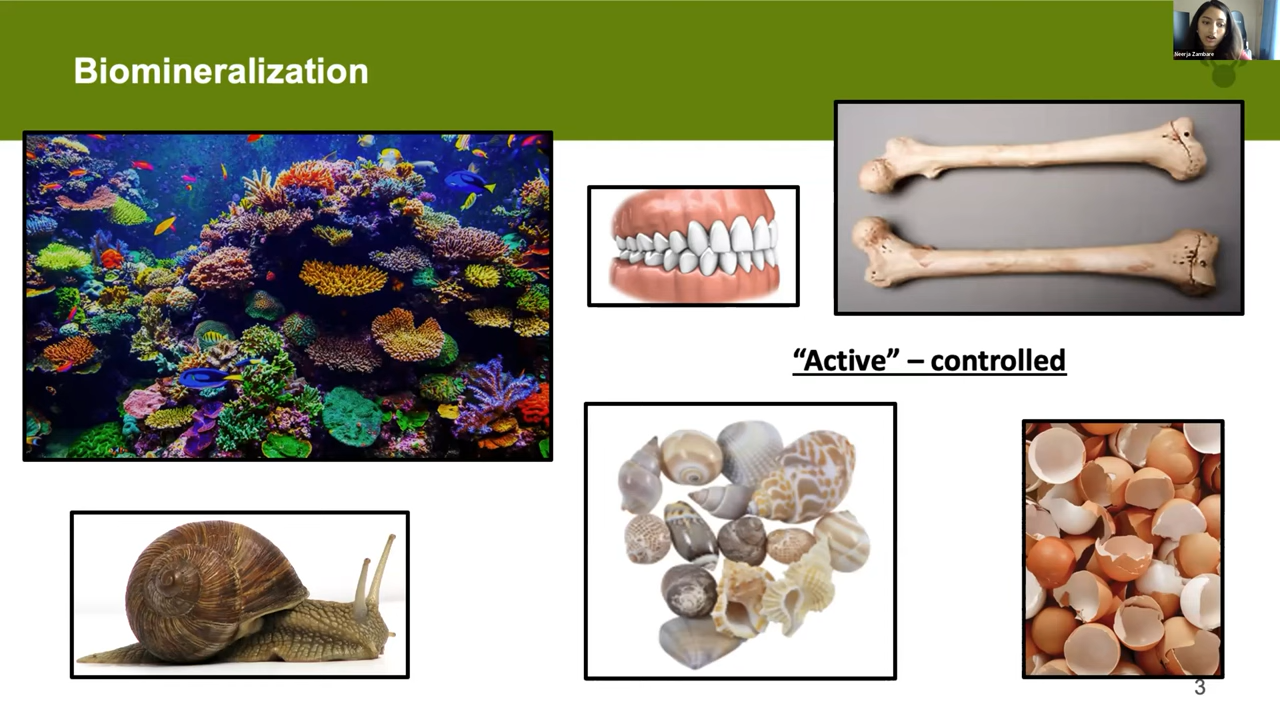 Biomineralization
Neerja Zambare
“Active” – controlled
3